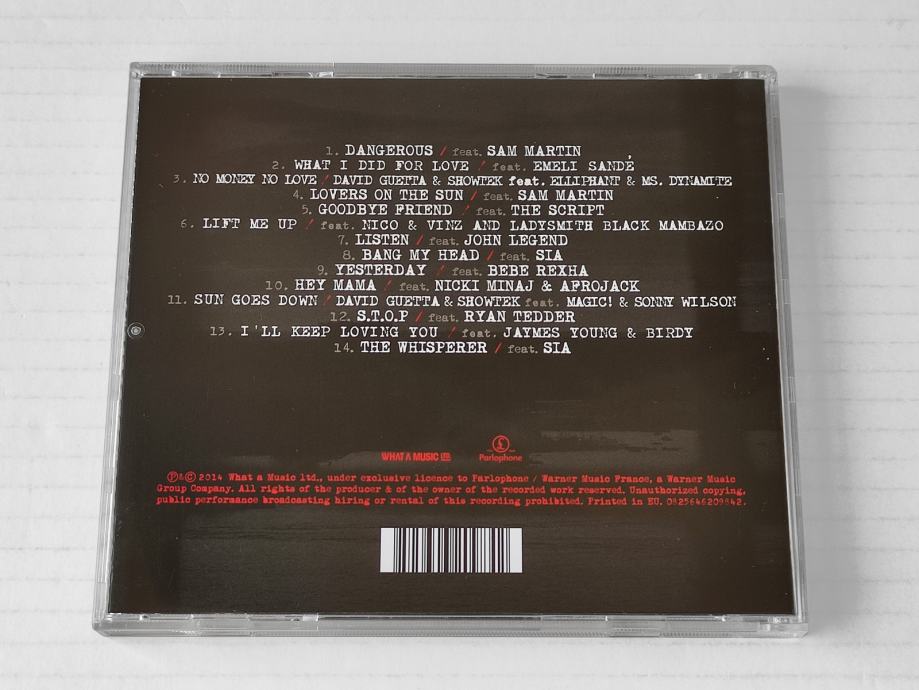 1. DANGEROUS / feat. SAM MARTIN
2. WHAT I DID FOR LOVE / feat. EMELI SANDÉ
3. NO MONEY NO LOVE / DAVID GUETTA & SHOWTEK feat. ELLIPHANT & MS. DYNAMITE
4. LOVERS ON THE SUN / feat. SAM MARTIN
5. GOODBYE FRIEND / feat. THE SCRIPT
6. LIFT ME UP / feat. NICO & VINZ AND LADYSMITH BLACK MAMBAZO
7. LISTEN / feat. JOHN LEGEND
8. BANG MY HEAD / feat. SIA
9. YESTERDAY / feat. BEBE REXHA
10. HEY MAMA / feat. NICKI MINAJ & AFROJACK
11. SUN GOES DOWN / DAVID GUETTA & SHOWTEK feat. MAGIC! & SONNY WILSON
12. S.T.O.P / feat. RYAN TEDDER
13. I'LL KEEP LOVING YOU / feat. JAYMES YOUNG & BIRDY
14. THE WHISPERER / feat. SIA
WHAT A MUSIC LTD
£
Parlophone
℗&© 2014 What a Music ltd., under exclusive licence to Parlophone / Warner Music France, a Warner Music
Group Company. All rights of the producer & of the owner of the recorded work reserved. Unauthorized copying,
public performance broadcasting hiring or rental of this recording prohibited. Printed in EU. 0825646209842.